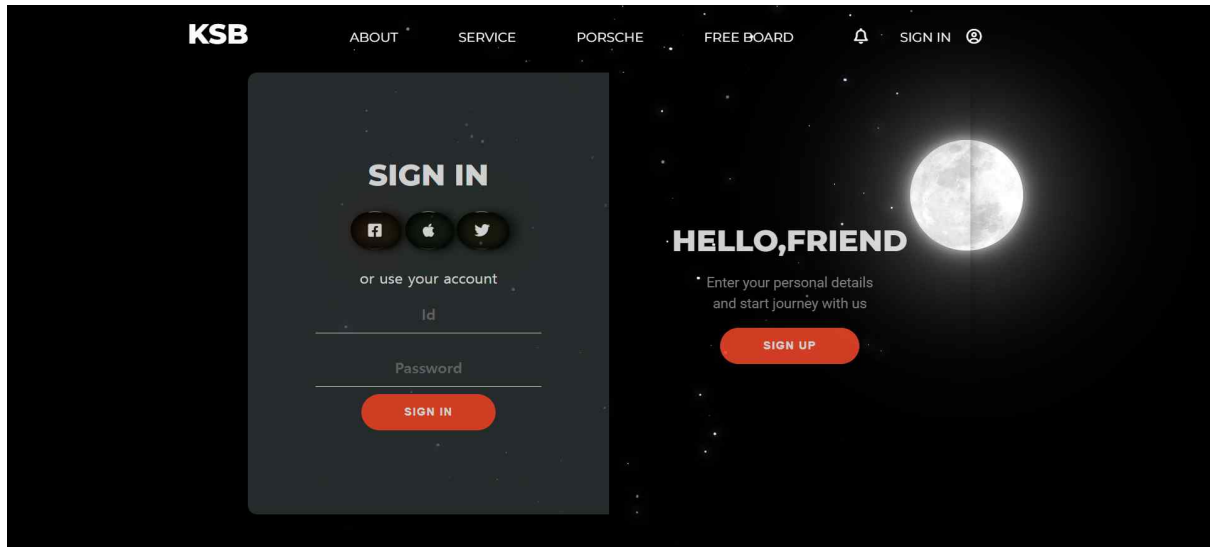 KSB
ABOUT SERVICE PORSCHE FREE BOARD SIGN IN
SIGN IN
or use your account
Id
Password
SIGN IN
HELLO,FRIEND
Enter your personal details
and start journey with us
SIGN UP